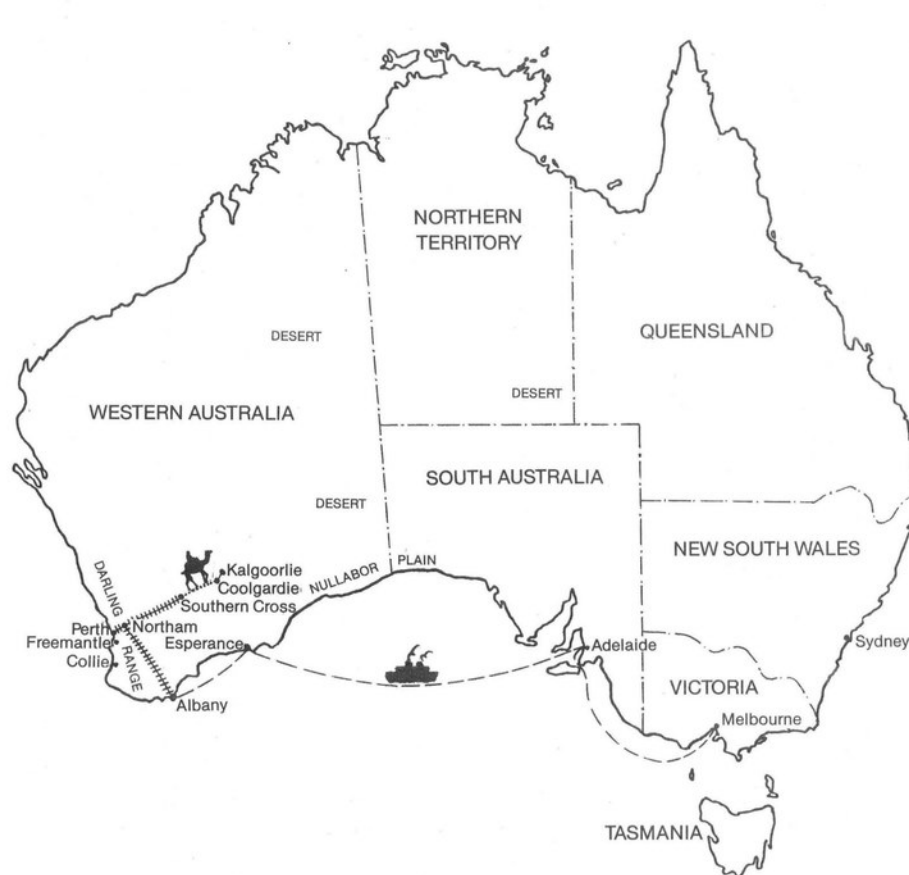 NORTHERN
TERRITORY
DESERT
QUEENSLAND
DESERT
WESTERN AUSTRALIA
SOUTH AUSTRALIA
DESERT
NEW SOUTH WALES
NULLABOR PLAIN
Kalgoorlie
Coolgardie
Southern Cross
DARLING RANGE
Perth
Northam
Freemantle
Esperance
Collie
Albany
Adelaide
Sydney
VICTORIA
Melbourne
TASMANIA